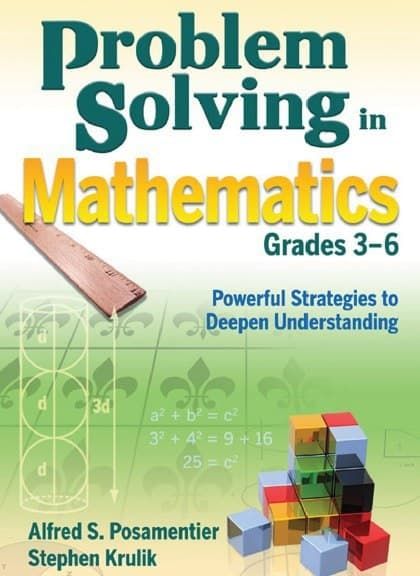 Problem
Solving in
Mathematics
Grades 3–6
Powerful Strategies to
Deepen Understanding
d
d
3d
d
a² + b² = c²
3² + 4² = 9 + 16
25 = c²
Alfred S. Posamentier
Stephen Krulik